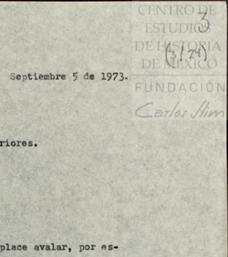 CENTRO DE
ESTUDIOS
DE HISTORIA
DE MÉXICO
FUNDACIÓN
Carlos Slim
3
Septiembre 5 de 1973.
riores.
place avalar, por es-